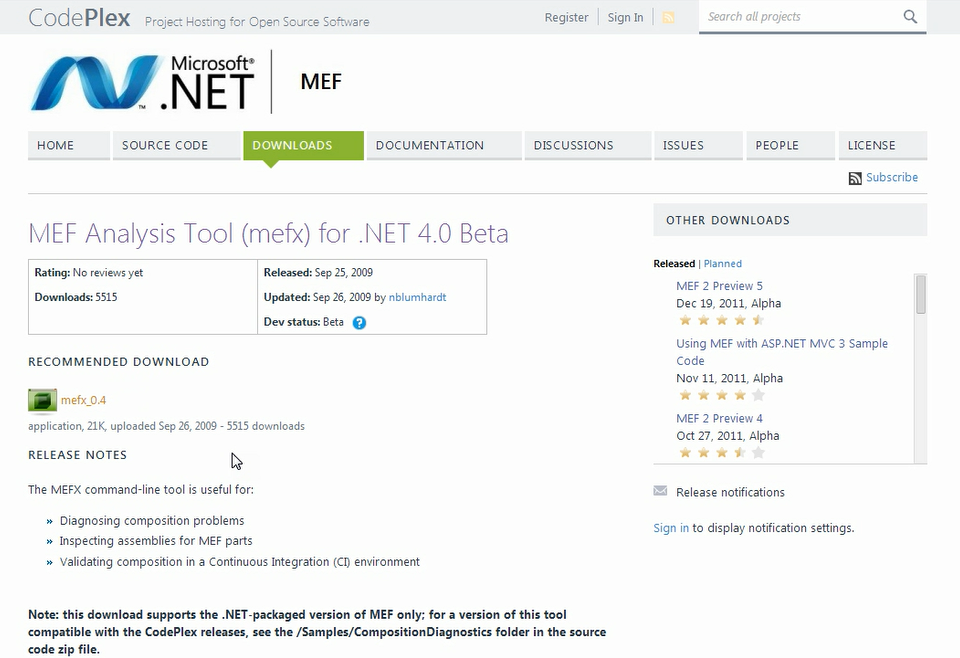 CodePlex Project Hosting for Open Source Software
Register Sign In Search all projects
Microsoft® .NET ™ MEF
HOME SOURCE CODE DOWNLOADS DOCUMENTATION DISCUSSIONS ISSUES PEOPLE LICENSE
Subscribe
MEF Analysis Tool (mefx) for .NET 4.0 Beta
Rating: No reviews yet
Downloads: 5515
Released: Sep 25, 2009
Updated: Sep 26, 2009 by nblumhardt
Dev status: Beta ?
RECOMMENDED DOWNLOAD
mefx_0.4
application, 21K, uploaded Sep 26, 2009 - 5515 downloads
RELEASE NOTES
The MEFX command-line tool is useful for:
» Diagnosing composition problems
» Inspecting assemblies for MEF parts
» Validating composition in a Continuous Integration (CI) environment
Note: this download supports the .NET-packaged version of MEF only; for a version of this tool
compatible with the CodePlex releases, see the /Samples/CompositionDiagnostics folder in the source
code zip file.
OTHER DOWNLOADS
Released | Planned
MEF 2 Preview 5
Dec 19, 2011, Alpha
Using MEF with ASP.NET MVC 3 Sample
Code
Nov 11, 2011, Alpha
MEF 2 Preview 4
Oct 27, 2011, Alpha
Release notifications
Sign in to display notification settings.